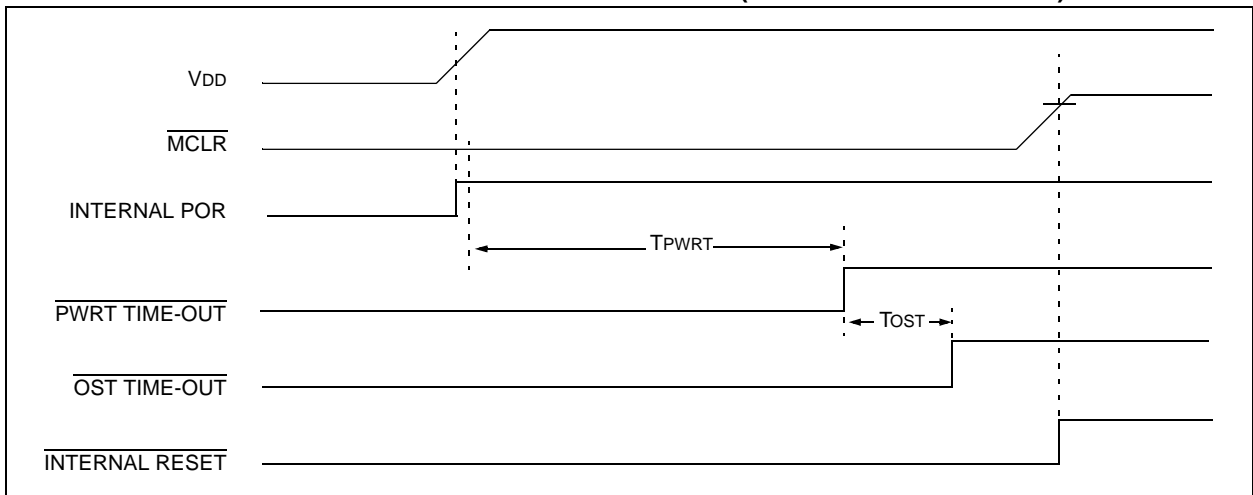 VDD
MCLR
INTERNAL POR
TPWRT
PWRT TIME-OUT
TOST
OST TIME-OUT
INTERNAL RESET